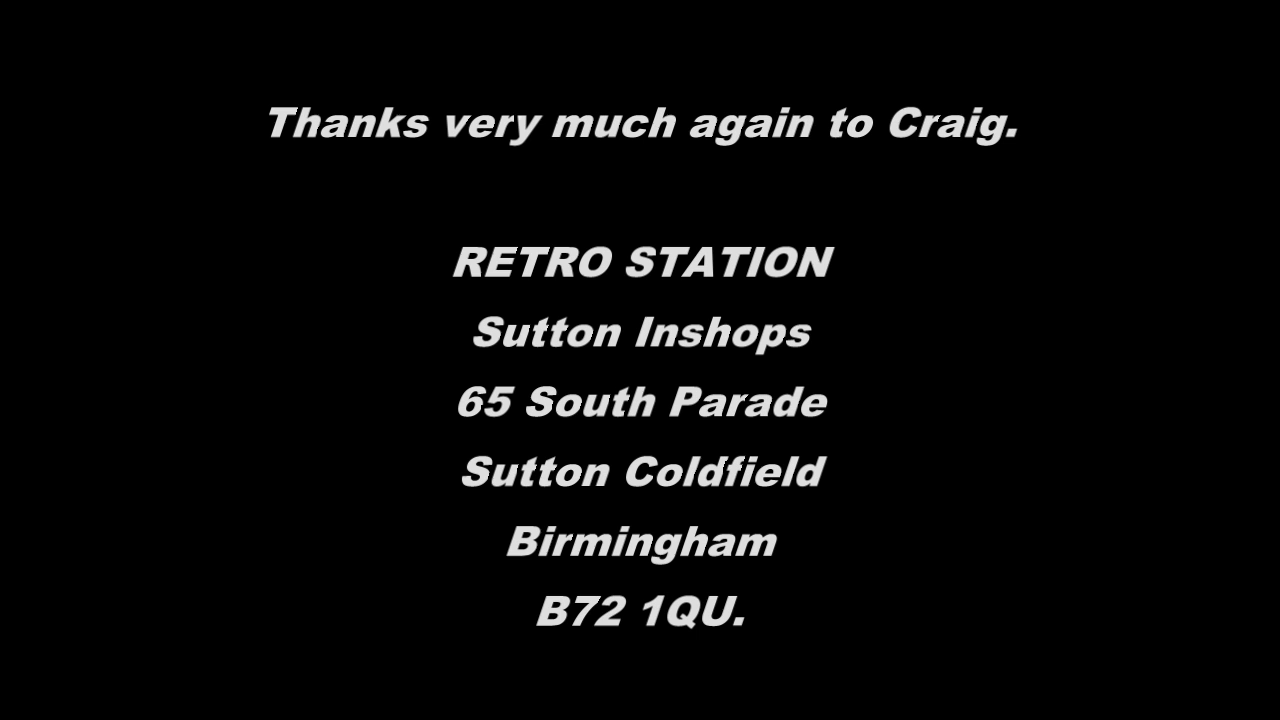 Thanks very much again to Craig.
RETRO STATION
Sutton Inshops
65 South Parade
Sutton Coldfield
Birmingham
B72 1QU.